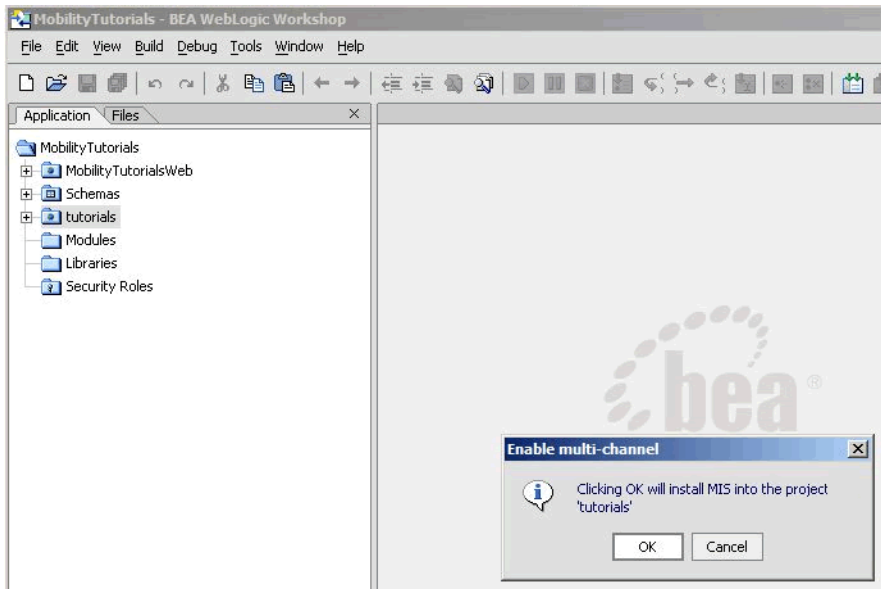 MobilityTutorials - BEA WebLogic Workshop
File Edit View Build Debug Tools Window Help
Application Files
MobilityTutorials
MobilityTutorialsWeb
Schemas
tutorials
Modules
Libraries
Security Roles
bea®
Enable multi-channel
Clicking OK will install MIS into the project
'tutorials'
OK Cancel